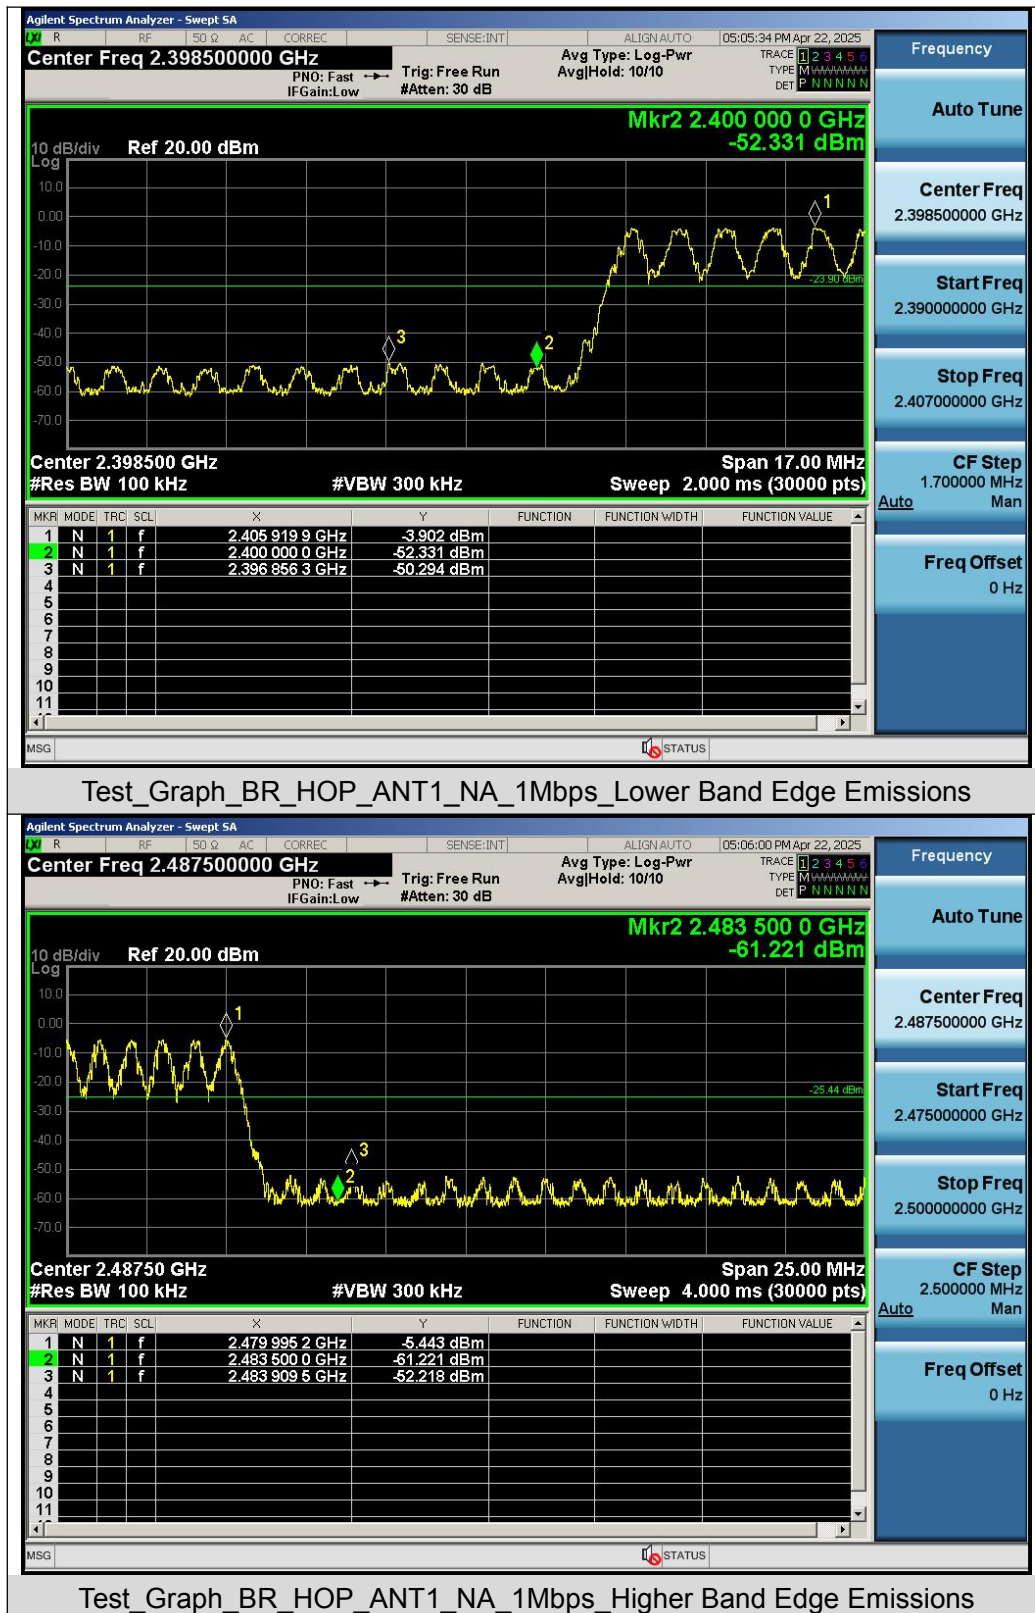 Agilent Spectrum Analyzer - Swept SA
LXI R RF 50 Ω AC CORREC SENSE:INT ALIGN AUTO 05:05:34 PM Apr 22, 2025
Center Freq 2.398500000 GHz
PNO: Fast
IFGain:Low
Trig: Free Run
#Atten: 30 dB
Avg Type: Log-Pwr
Avg|Hold: 10/10
TRACE 1 2 3 4 5 6
TYPE M W W W W W
DET P N N N N N
Mkr2 2.400 000 0 GHz
-52.331 dBm
10 dB/div Ref 20.00 dBm
Log
10.0
0.00
-10.0
-20.0
-30.0
-40.0
-50.0
-60.0
-70.0
1
-23.90 dBm
3
2
Center 2.398500 GHz Span 17.00 MHz
#Res BW 100 kHz #VBW 300 kHz Sweep 2.000 ms (30000 pts)
MKR MODE TRC SCL X Y FUNCTION FUNCTION WIDTH FUNCTION VALUE
1 N 1 f 2.405 919 9 GHz -3.902 dBm
2 N 1 f 2.400 000 0 GHz -52.331 dBm
3 N 1 f 2.396 856 3 GHz -50.294 dBm
4
5
6
7
8
9
10
11
MSG STATUS
Frequency
Auto Tune
Center Freq
2.398500000 GHz
Start Freq
2.390000000 GHz
Stop Freq
2.407000000 GHz
CF Step
1.700000 MHz
Auto Man
Freq Offset
0 Hz
Test_Graph_BR_HOP_ANT1_NA_1Mbps_Lower Band Edge Emissions
Agilent Spectrum Analyzer - Swept SA
LXI R RF 50 Ω AC CORREC SENSE:INT ALIGN AUTO 05:06:00 PM Apr 22, 2025
Center Freq 2.487500000 GHz
PNO: Fast
IFGain:Low
Trig: Free Run
#Atten: 30 dB
Avg Type: Log-Pwr
Avg|Hold: 10/10
TRACE 1 2 3 4 5 6
TYPE M W W W W W
DET P N N N N N
Mkr2 2.483 500 0 GHz
-61.221 dBm
10 dB/div Ref 20.00 dBm
Log
10.0
0.00
-10.0
-20.0
-30.0
-40.0
-50.0
-60.0
-70.0
1
-25.44 dBm
3
2
Center 2.48750 GHz Span 25.00 MHz
#Res BW 100 kHz #VBW 300 kHz Sweep 4.000 ms (30000 pts)
MKR MODE TRC SCL X Y FUNCTION FUNCTION WIDTH FUNCTION VALUE
1 N 1 f 2.479 995 2 GHz -5.443 dBm
2 N 1 f 2.483 500 0 GHz -61.221 dBm
3 N 1 f 2.483 909 5 GHz -52.218 dBm
4
5
6
7
8
9
10
11
MSG STATUS
Frequency
Auto Tune
Center Freq
2.487500000 GHz
Start Freq
2.475000000 GHz
Stop Freq
2.500000000 GHz
CF Step
2.500000 MHz
Auto Man
Freq Offset
0 Hz
Test_Graph_BR_HOP_ANT1_NA_1Mbps_Higher Band Edge Emissions